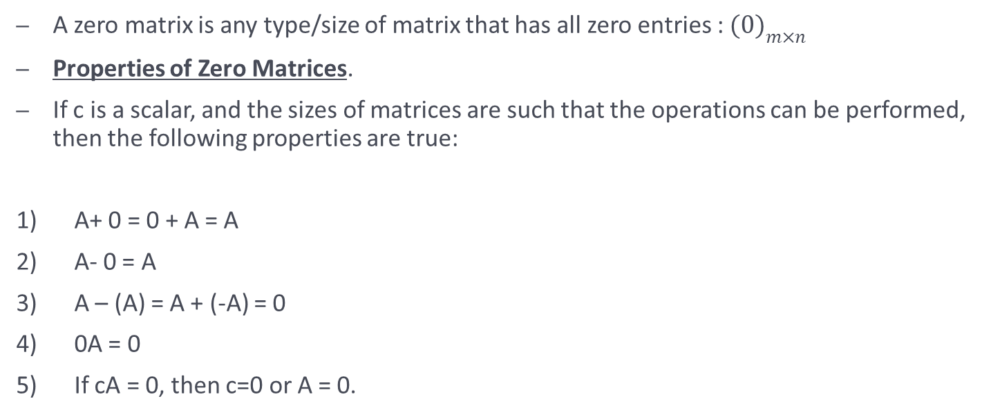 – A zero matrix is any type/size of matrix that has all zero entries : (0)m×n
– Properties of Zero Matrices.
– If c is a scalar, and the sizes of matrices are such that the operations can be performed,
then the following properties are true:
1) A+ 0 = 0 + A = A
2) A- 0 = A
3) A – (A) = A + (-A) = 0
4) 0A = 0
5) If cA = 0, then c=0 or A = 0.